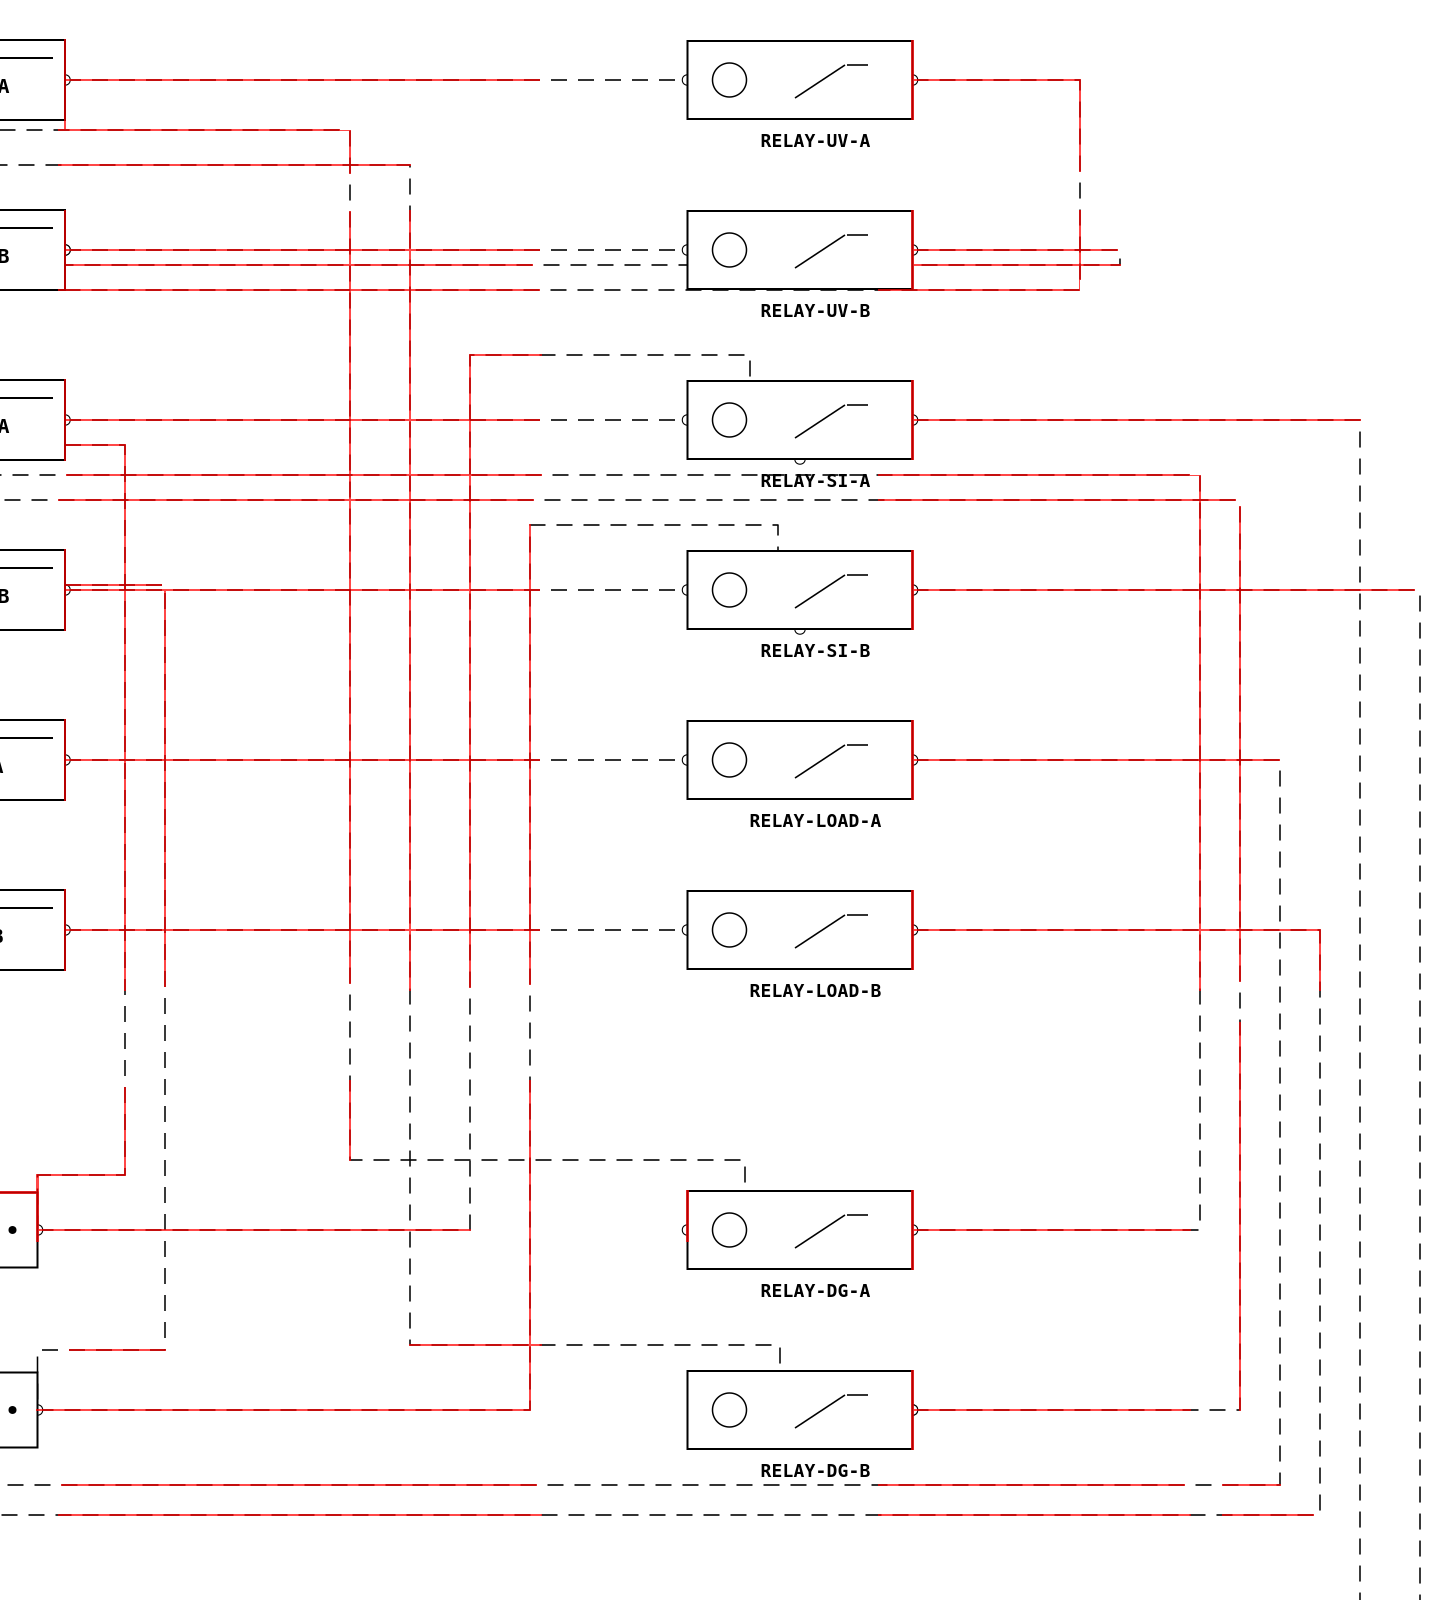 A
RELAY-UV-A
B
RELAY-UV-B
A
RELAY-SI-A
B
RELAY-SI-B
A
RELAY-LOAD-A
B
RELAY-LOAD-B
RELAY-DG-A
RELAY-DG-B